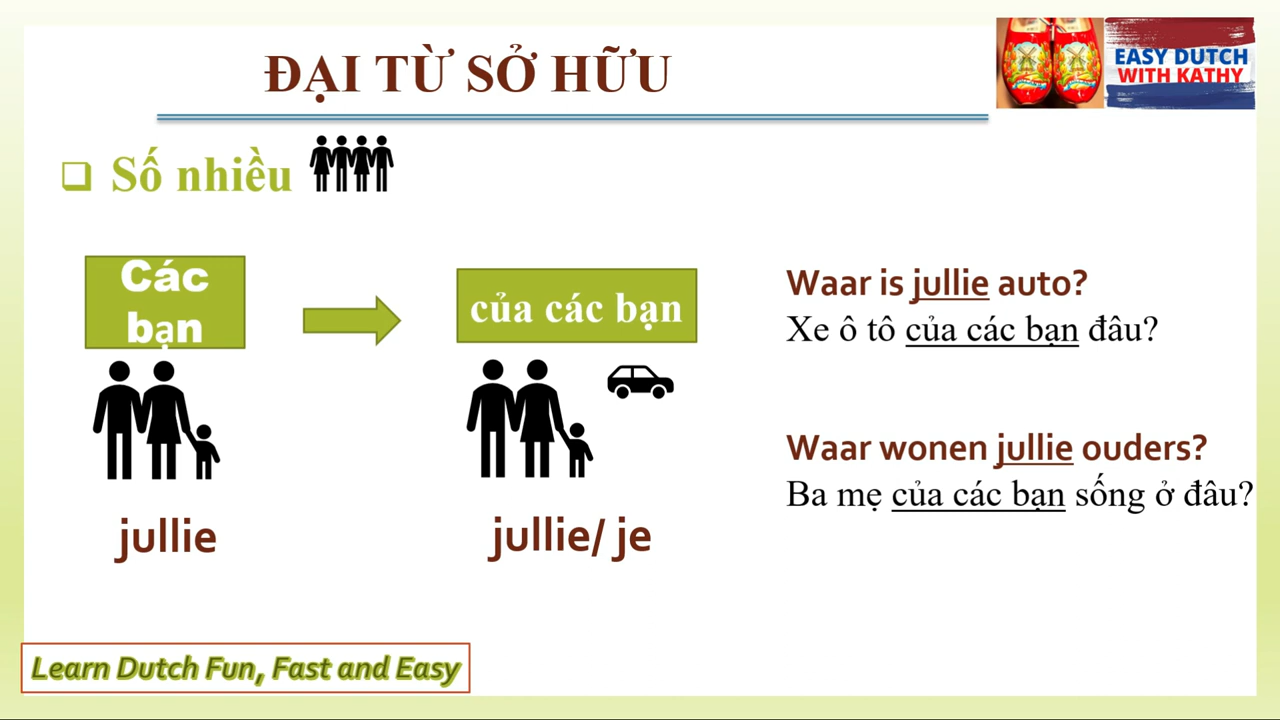 ĐẠI TỪ SỞ HỮU
EASY DUTCH
WITH KATHY
Số nhiều
Các
bạn
của các bạn
Waar is jullie auto?
Xe ô tô của các bạn đâu?
Waar wonen jullie ouders?
Ba mẹ của các bạn sống ở đâu?
jullie
jullie/ je
Learn Dutch Fun, Fast and Easy